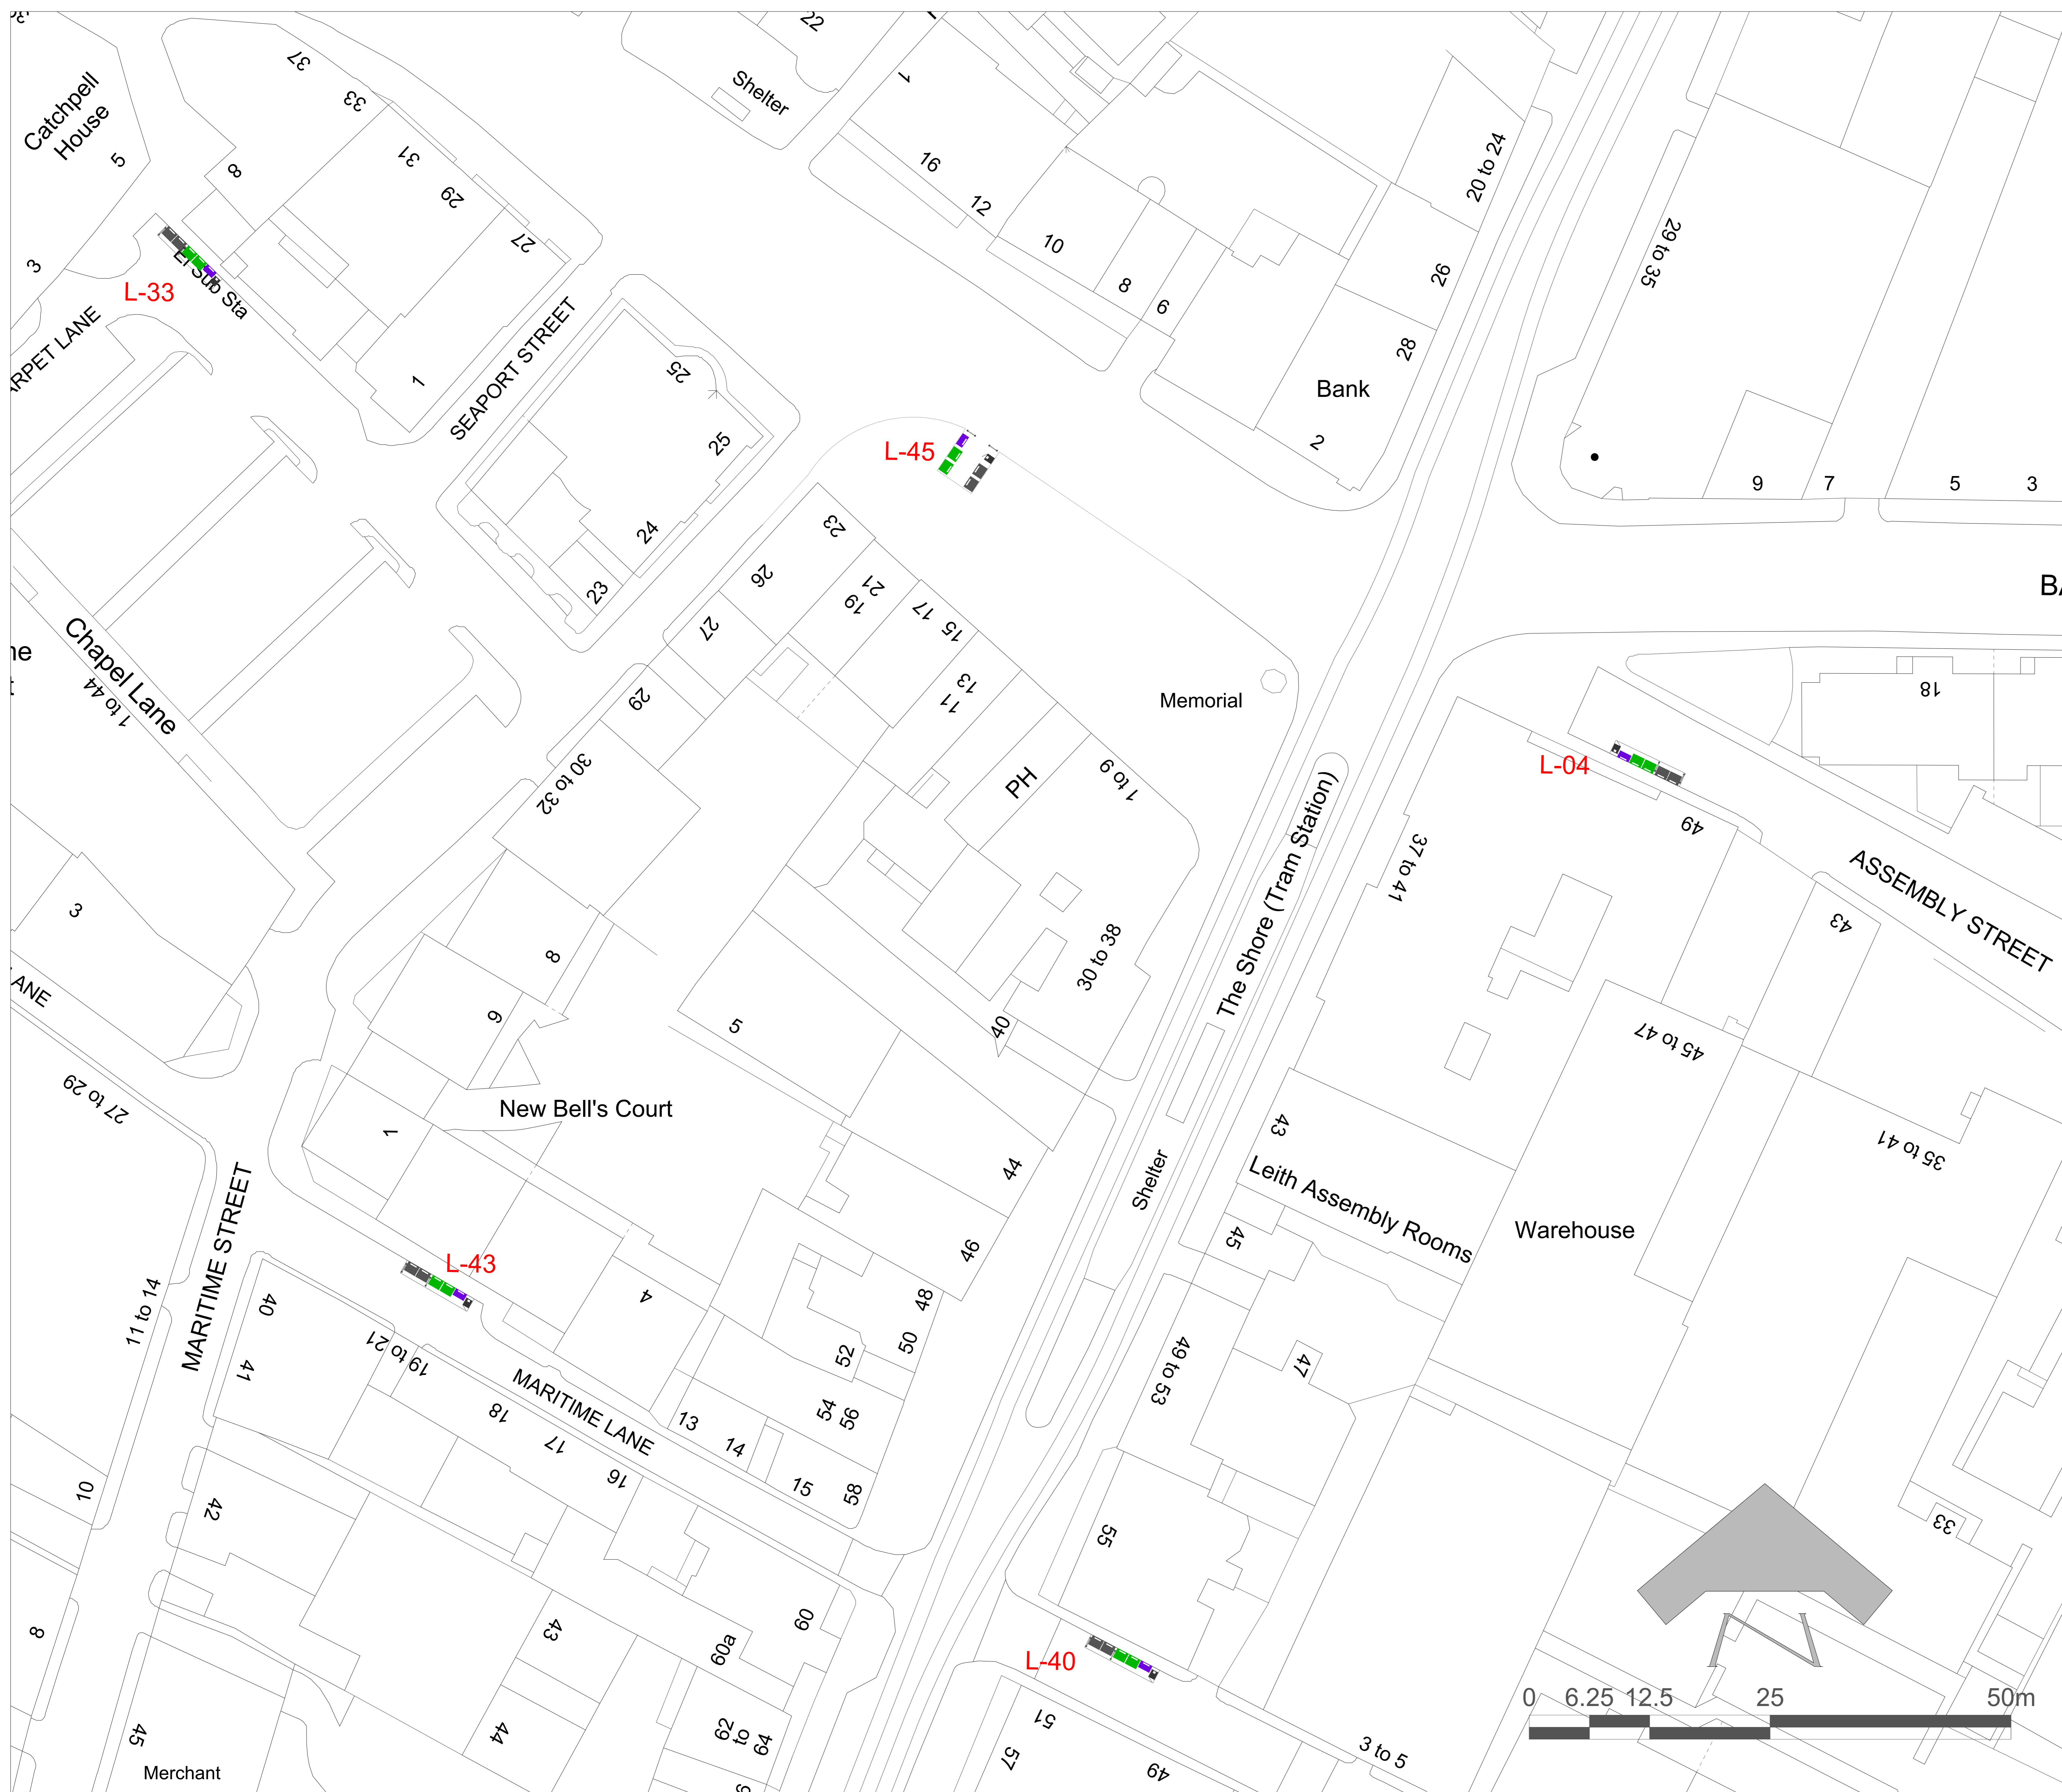 22
37
Shelter
1
33
Catchpell
House
31
5
8
16
20 to 24
29
12
27
10
29 to 35
3
El Sub Sta
26
L-33
8
6
ARPET LANE
28
SEAPORT STREET
25
1
Bank
25
2
L-45
9
7
5
3
23
24
26
21
23
19
17
27
15
Chapel Lane
13
1 to 44
29
11
Memorial
18
L-04
30 to 32
PH
1 to 9
49
The Shore (Tram Station)
37 to 41
ASSEMBLY STREET
3
43
8
30 to 38
ANE
6
5
40
45 to 47
27 to 29
New Bell's Court
43
1
35 to 41
44
Shelter
Leith Assembly Rooms
MARITIME STREET
Warehouse
46
45
L-43
40
4
48
11 to 14
19 to 21
50
52
49 to 53
41
47
MARITIME LANE
18
54
56
13
17
14
16
15
58
10
42
55
33
43
60
60a
8
L-40
0 6.25 12.5 25 50m
51
62
to
64
45
44
57
3 to 5
49
Merchant
N